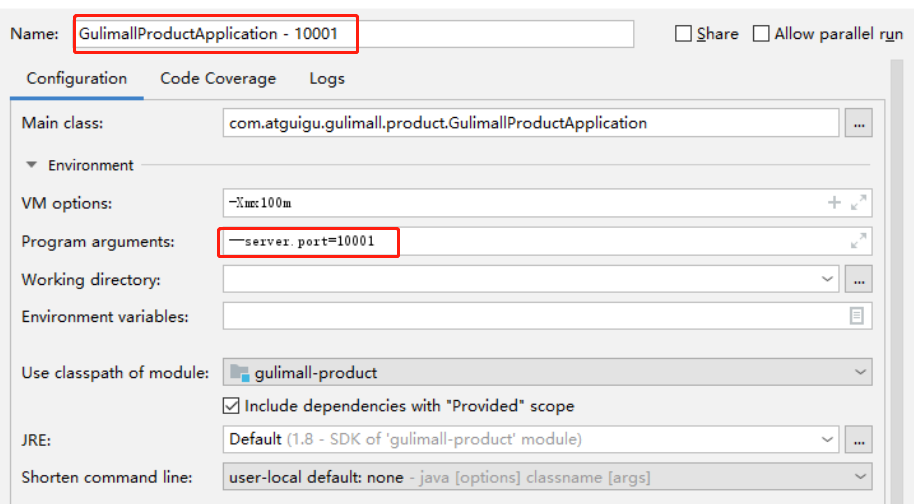 Name: GulimallProductApplication - 10001 Share Allow parallel run
Configuration Code Coverage Logs
Main class: com.atguigu.gulimall.product.GulimallProductApplication ...
Environment
VM options: -Xmx100m
Program arguments: --server.port=10001
Working directory: ...
Environment variables:
Use classpath of module: gulimall-product
Include dependencies with "Provided" scope
JRE: Default (1.8 - SDK of 'gulimall-product' module) ...
Shorten command line: user-local default: none - java [options] classname [args]